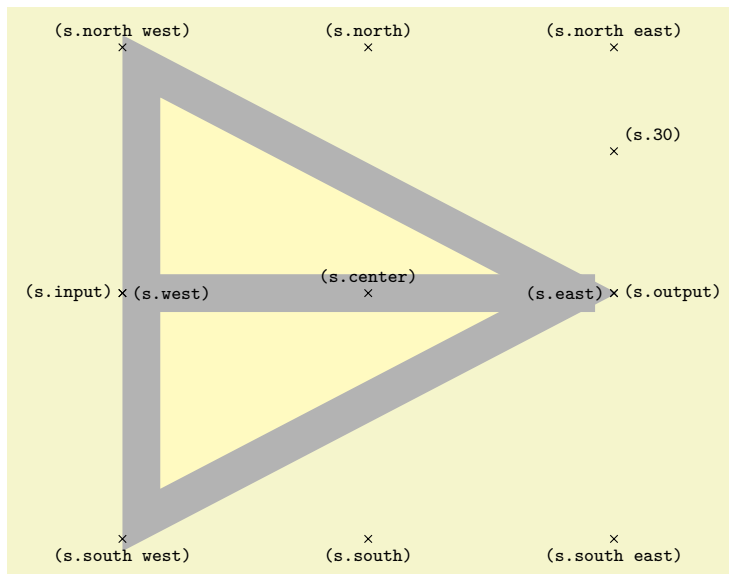 (s.north west) (s.north) (s.north east)
(s.30)
(s.center)
(s.input) (s.west) (s.east) (s.output)
(s.south west) (s.south) (s.south east)